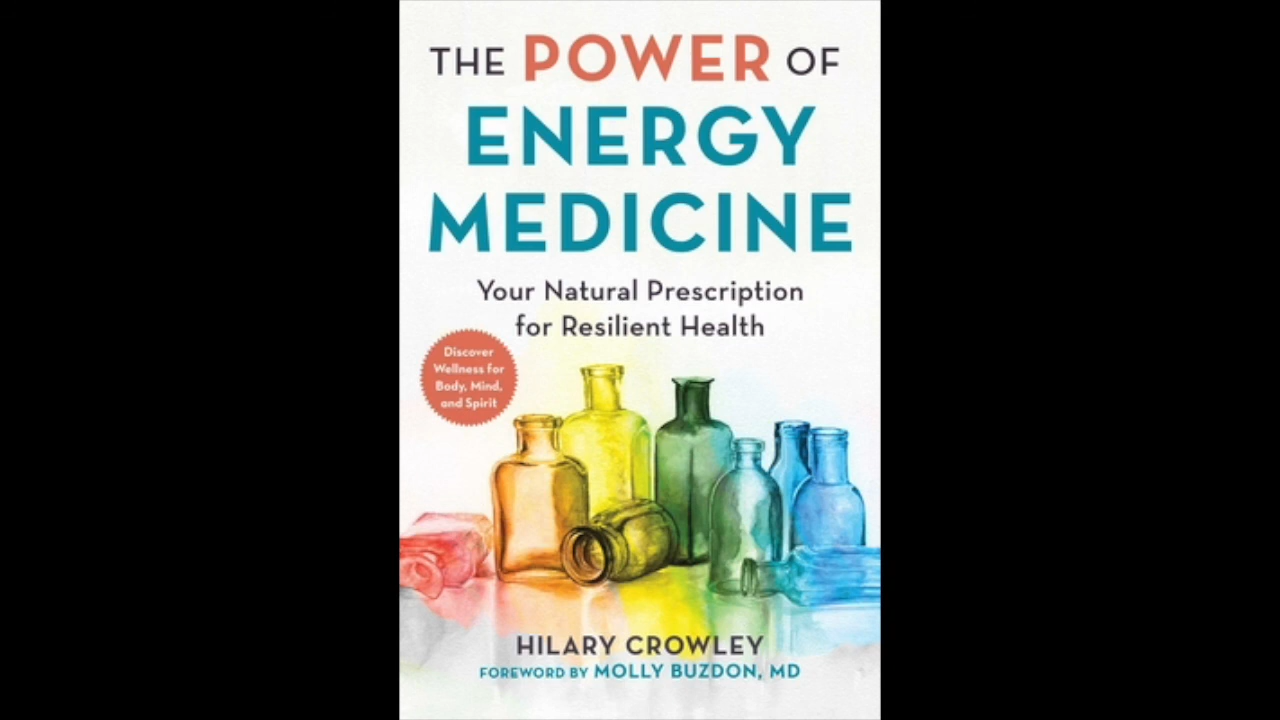 THE POWER OF
ENERGY
MEDICINE
Your Natural Prescription
for Resilient Health
Discover
Wellness for
Body, Mind,
and Spirit
HILARY CROWLEY
FOREWORD BY MOLLY BUZDON, MD